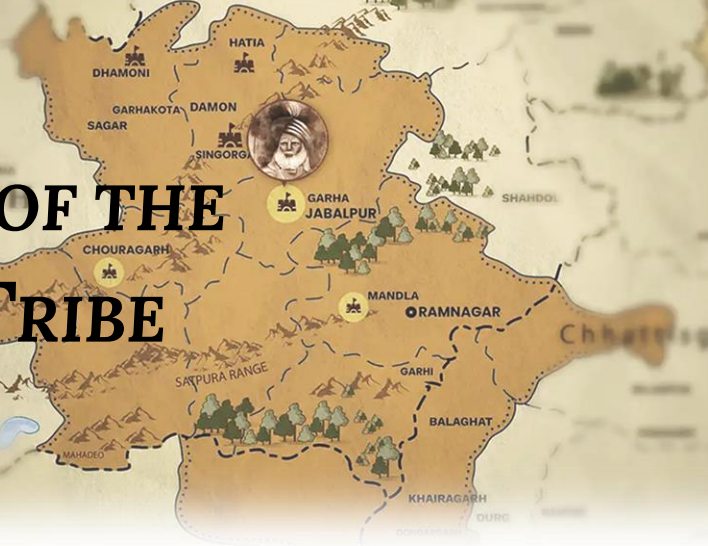 HATIA
DHAMONI
GARHAKOTA
DAMON
SAGAR
SINGORGA
OF THE
GARHA
JABALPUR
SHAHDOL
CHOURAGARH
TRIBE
MANDLA
RAMNAGAR
Chhattisg
SATPURA RANGE
GARHI
BALAGHAT
MAHADEO
KHAIRAGARH
DURG